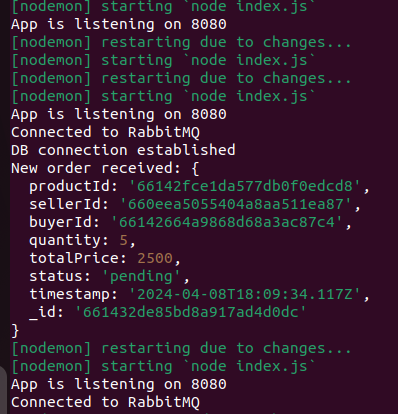 [nodemon] starting `node index.js`
App is listening on 8080
[nodemon] restarting due to changes...
[nodemon] starting `node index.js`
[nodemon] restarting due to changes...
[nodemon] starting `node index.js`
App is listening on 8080
Connected to RabbitMQ
DB connection established
New order received: {
  productId: '66142fce1da577db0f0edcd8',
  sellerId: '660eea5055404a8aa511ea87',
  buyerId: '66142664a9868d68a3ac87c4',
  quantity: 5,
  totalPrice: 2500,
  status: 'pending',
  timestamp: '2024-04-08T18:09:34.117Z',
  _id: '661432de85bd8a917ad4d0dc'
}
[nodemon] restarting due to changes...
[nodemon] starting `node index.js`
App is listening on 8080
Connected to RabbitMQ